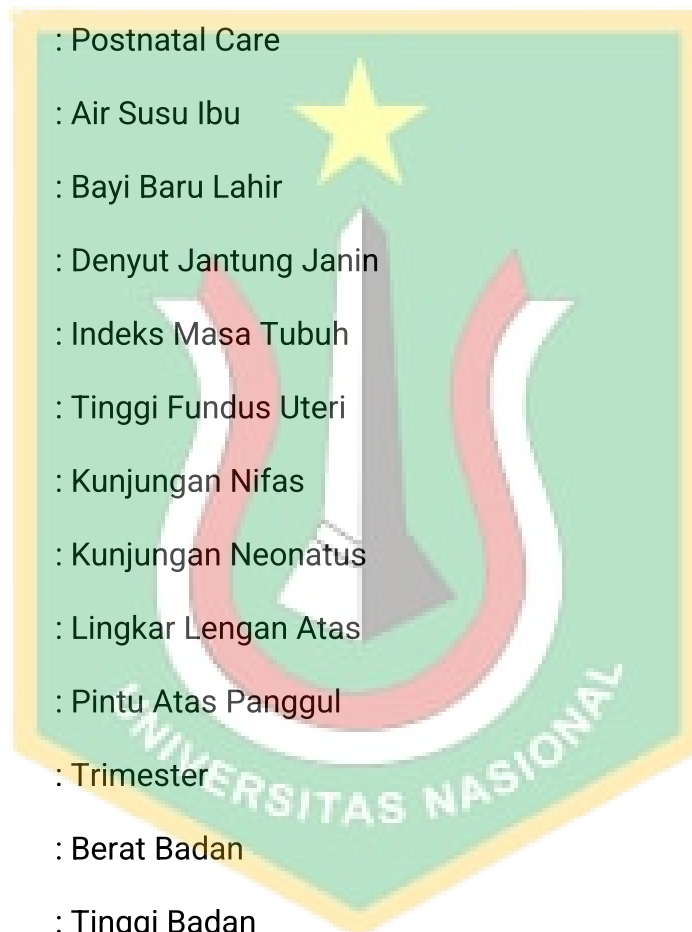 : Postnatal Care
: Air Susu Ibu
: Bayi Baru Lahir
: Denyut Jantung Janin
: Indeks Masa Tubuh
: Tinggi Fundus Uteri
: Kunjungan Nifas
: Kunjungan Neonatus
: Lingkar Lengan Atas
: Pintu Atas Panggul
: Trimester
: Berat Badan
: Tinggi Badan
UNIVERSITAS NASIONAL